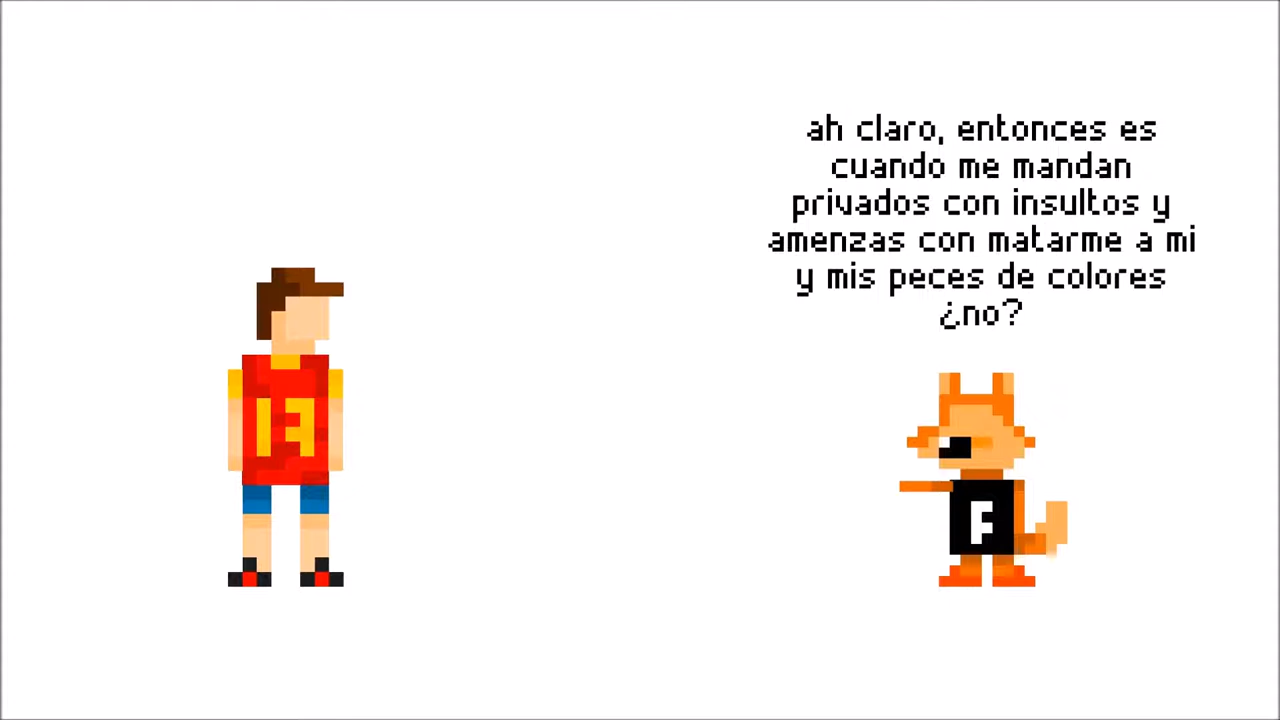 ah claro, entonces es
cuando me mandan
privados con insultos y
amenzas con matarme a mi
y mis peces de colores
¿no?
13
F